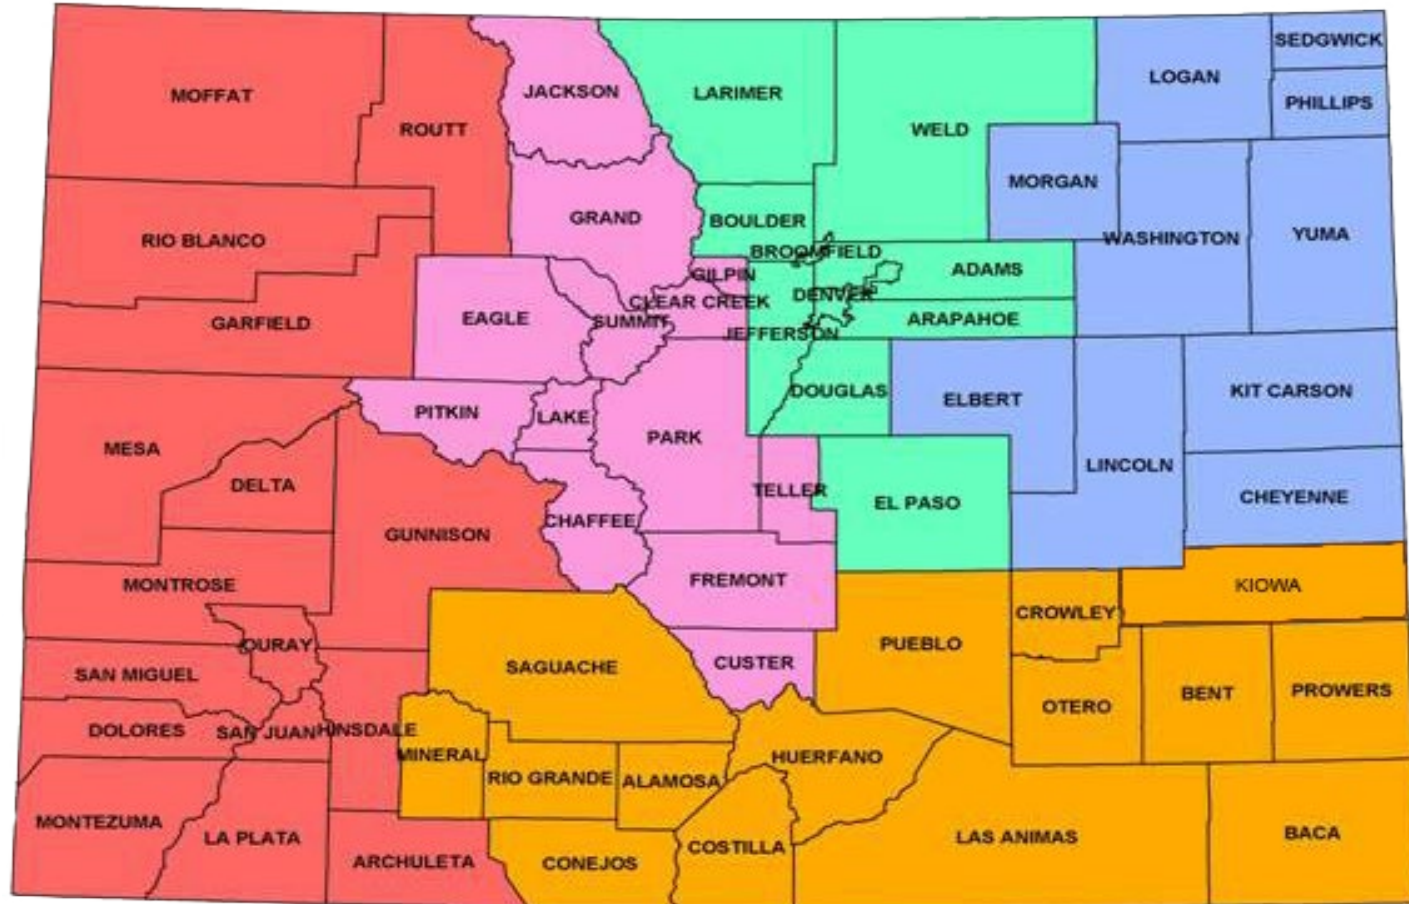 SEDGWICK
LOGAN
JACKSON
LARIMER
MOFFAT
PHILLIPS
ROUTT
WELD
MORGAN
GRAND
BOULDER
YUMA
WASHINGTON
RIO BLANCO
BROOMFIELD
ADAMS
GILPIN
DENVER
CLEAR CREEK
EAGLE
SUMMIT
ARAPAHOE
GARFIELD
JEFFERSON
DOUGLAS
KIT CARSON
ELBERT
PITKIN
LAKE
PARK
MESA
LINCOLN
DELTA
TELLER
CHEYENNE
EL PASO
CHAFFEE
GUNNISON
FREMONT
MONTROSE
KIOWA
CROWLEY
OURAY
PUEBLO
CUSTER
SAGUACHE
SAN MIGUEL
PROWERS
BENT
OTERO
DOLORES
SAN JUAN
HINSDALE
MINERAL
HUERFANO
RIO GRANDE
ALAMOSA
MONTEZUMA
LA PLATA
BACA
LAS ANIMAS
COSTILLA
ARCHULETA
CONEJOS